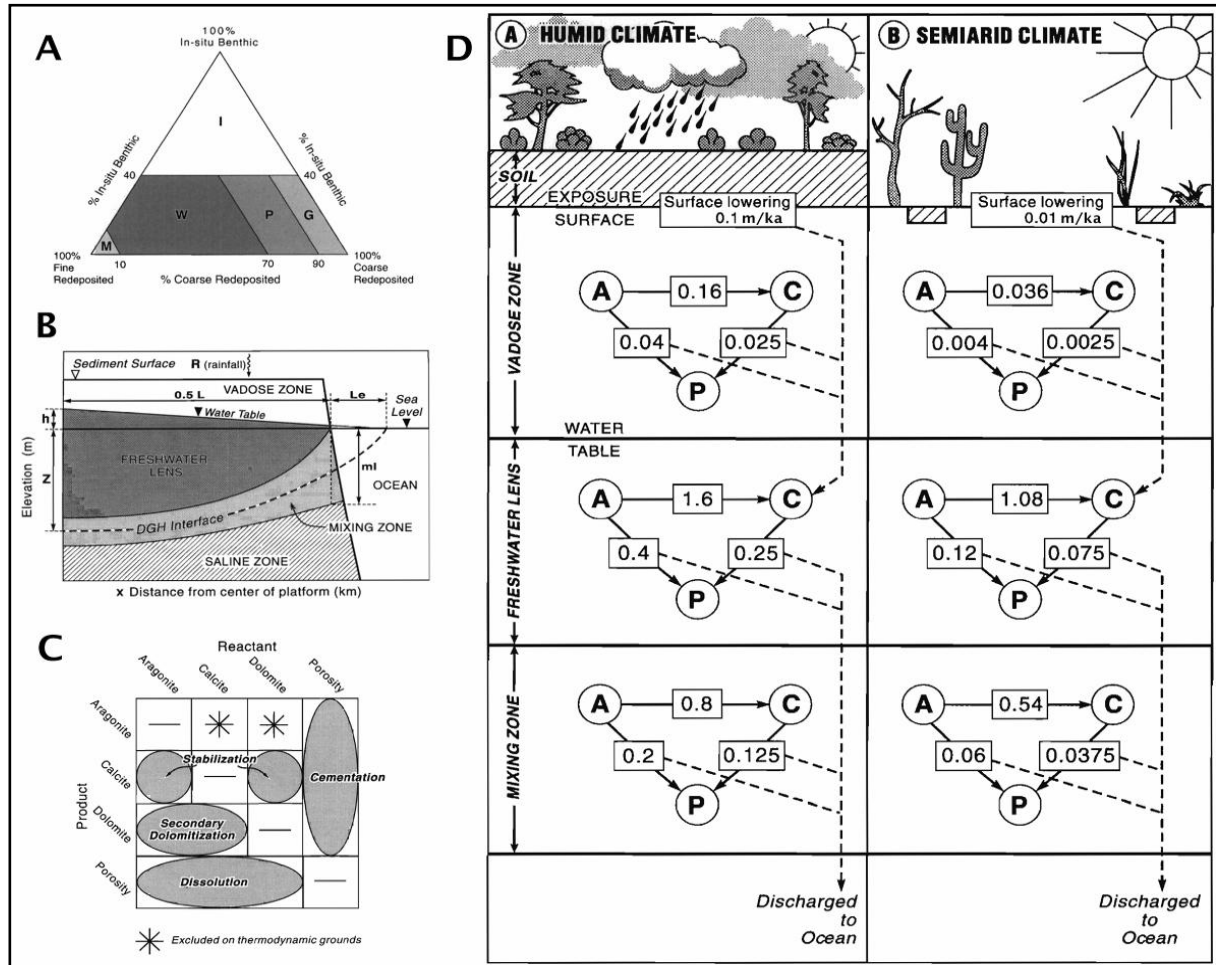 A
100%
In-situ Benthic
I
% In-situ Benthic
% In-situ Benthic
40
40
W
P
G
M
100%
Fine
Redeposited
10
70
90
100%
Coarse
Redeposited
% Coarse Redeposited
B
Sediment Surface
R (rainfall)
VADOSE ZONE
0.5 L
Le
Sea
Level
Water Table
h
Elevation (m)
Z
FRESHWATER
LENS
ml
OCEAN
DGH Interface
MIXING ZONE
SALINE ZONE
x Distance from center of platform (km)
C
Reactant
Aragonite
Calcite
Dolomite
Porosity
Product
Aragonite
Calcite
Dolomite
Porosity
Stabilization
Cementation
Secondary
Dolomitization
Dissolution
Excluded on thermodynamic grounds
D
A HUMID CLIMATE
B SEMIARID CLIMATE
SOIL
EXPOSURE
SURFACE
Surface lowering
0.1 m/ka
Surface lowering
0.01 m/ka
VADOSE ZONE
A 0.16 C
0.04 0.025
P
A 0.036 C
0.004 0.0025
P
WATER
TABLE
FRESHWATER LENS
A 1.6 C
0.4 0.25
P
A 1.08 C
0.12 0.075
P
MIXING ZONE
A 0.8 C
0.2 0.125
P
A 0.54 C
0.06 0.0375
P
Discharged
to
Ocean
Discharged
to
Ocean